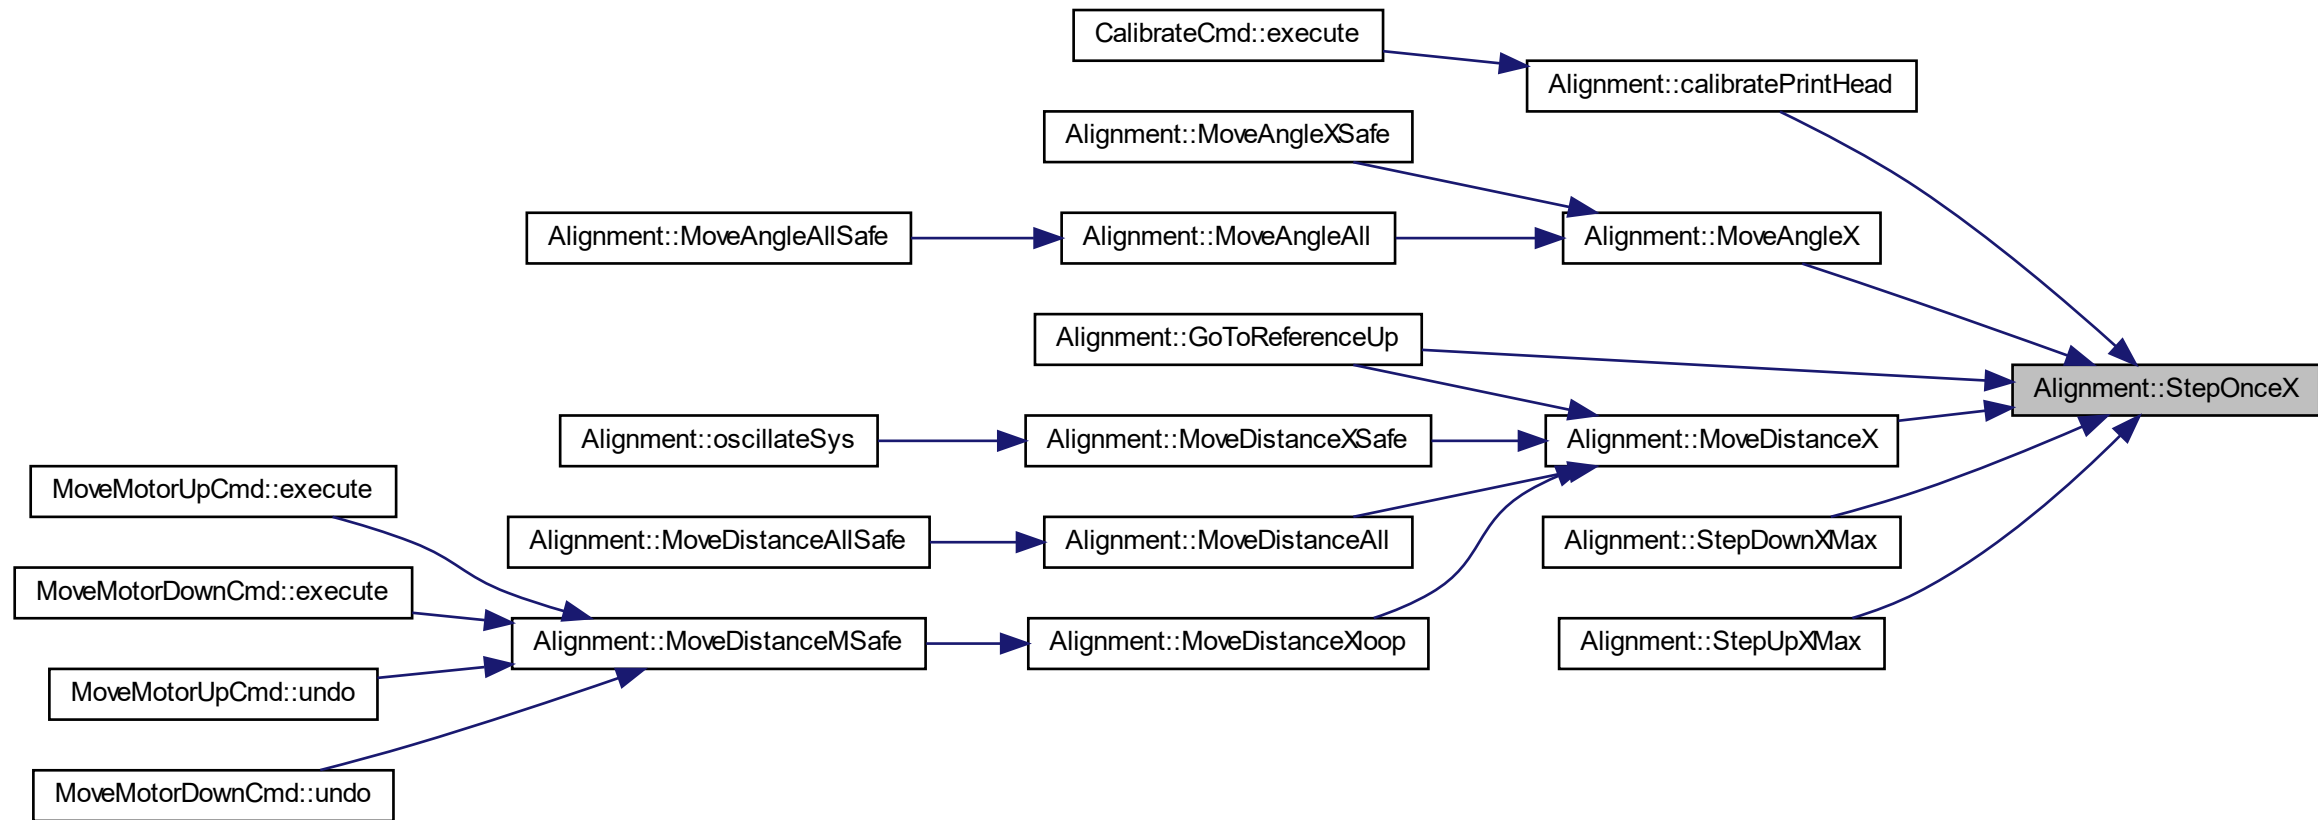 CalibrateCmd::execute
Alignment::calibratePrintHead
Alignment::MoveAngleXSafe
Alignment::MoveAngleAllSafe
Alignment::MoveAngleAll
Alignment::MoveAngleX
Alignment::GoToReferenceUp
Alignment::StepOnceX
Alignment::oscillateSys
Alignment::MoveDistanceXSafe
Alignment::MoveDistanceX
MoveMotorUpCmd::execute
Alignment::MoveDistanceAllSafe
Alignment::MoveDistanceAll
Alignment::StepDownXMax
MoveMotorDownCmd::execute
Alignment::MoveDistanceMSafe
Alignment::MoveDistanceXloop
Alignment::StepUpXMax
MoveMotorUpCmd::undo
MoveMotorDownCmd::undo